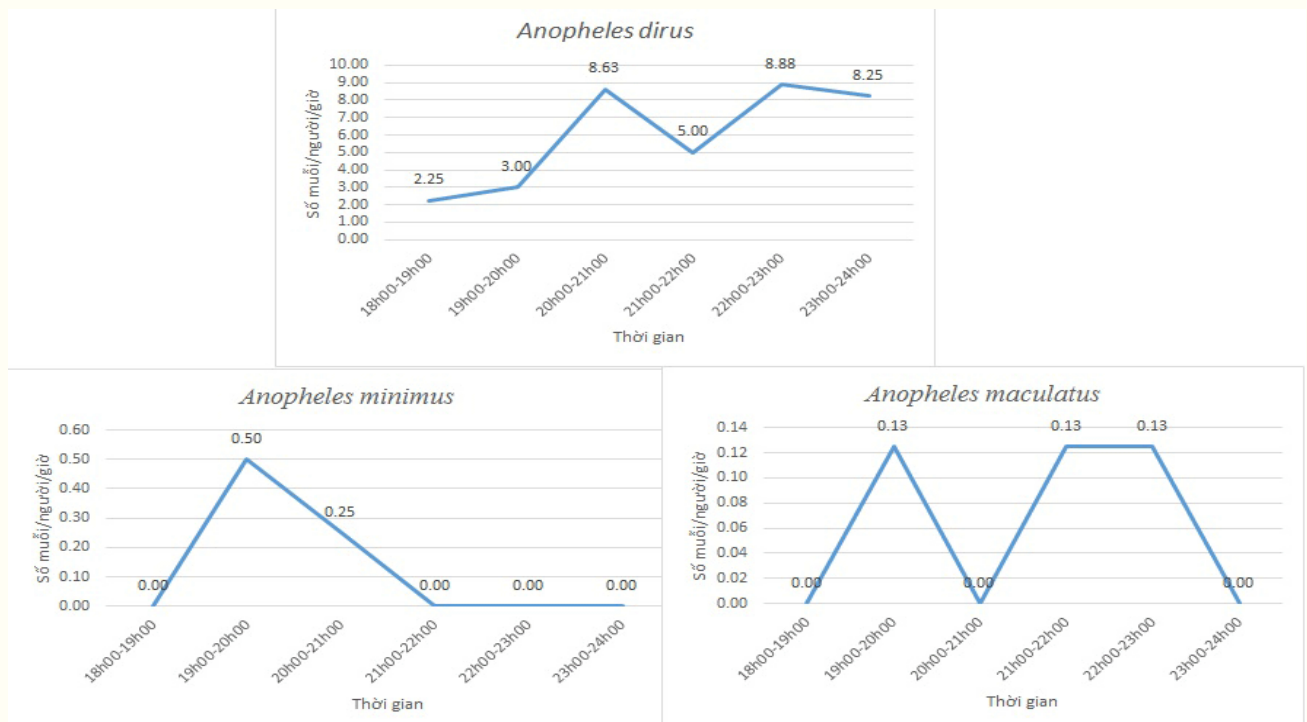 Anopheles dirus
10.00
9.00
8.00
7.00
6.00
5.00
4.00
3.00
2.00
1.00
0.00
Số muỗi/người/giờ
2.25
3.00
8.63
5.00
8.88
8.25
18h00-19h00
19h00-20h00
20h00-21h00
21h00-22h00
22h00-23h00
23h00-24h00
Thời gian
Anopheles minimus
0.60
0.50
0.40
0.30
0.20
0.10
0.00
Số muỗi/người/giờ
0.00
0.50
0.25
0.00
0.00
0.00
18h00-19h00
19h00-20h00
20h00-21h00
21h00-22h00
22h00-23h00
23h00-24h00
Thời gian
Anopheles maculatus
0.14
0.12
0.10
0.08
0.06
0.04
0.02
0.00
Số muỗi/người/giờ
0.00
0.13
0.00
0.13
0.13
0.00
18h00-19h00
19h00-20h00
20h00-21h00
21h00-22h00
22h00-23h00
23h00-24h00
Thời gian